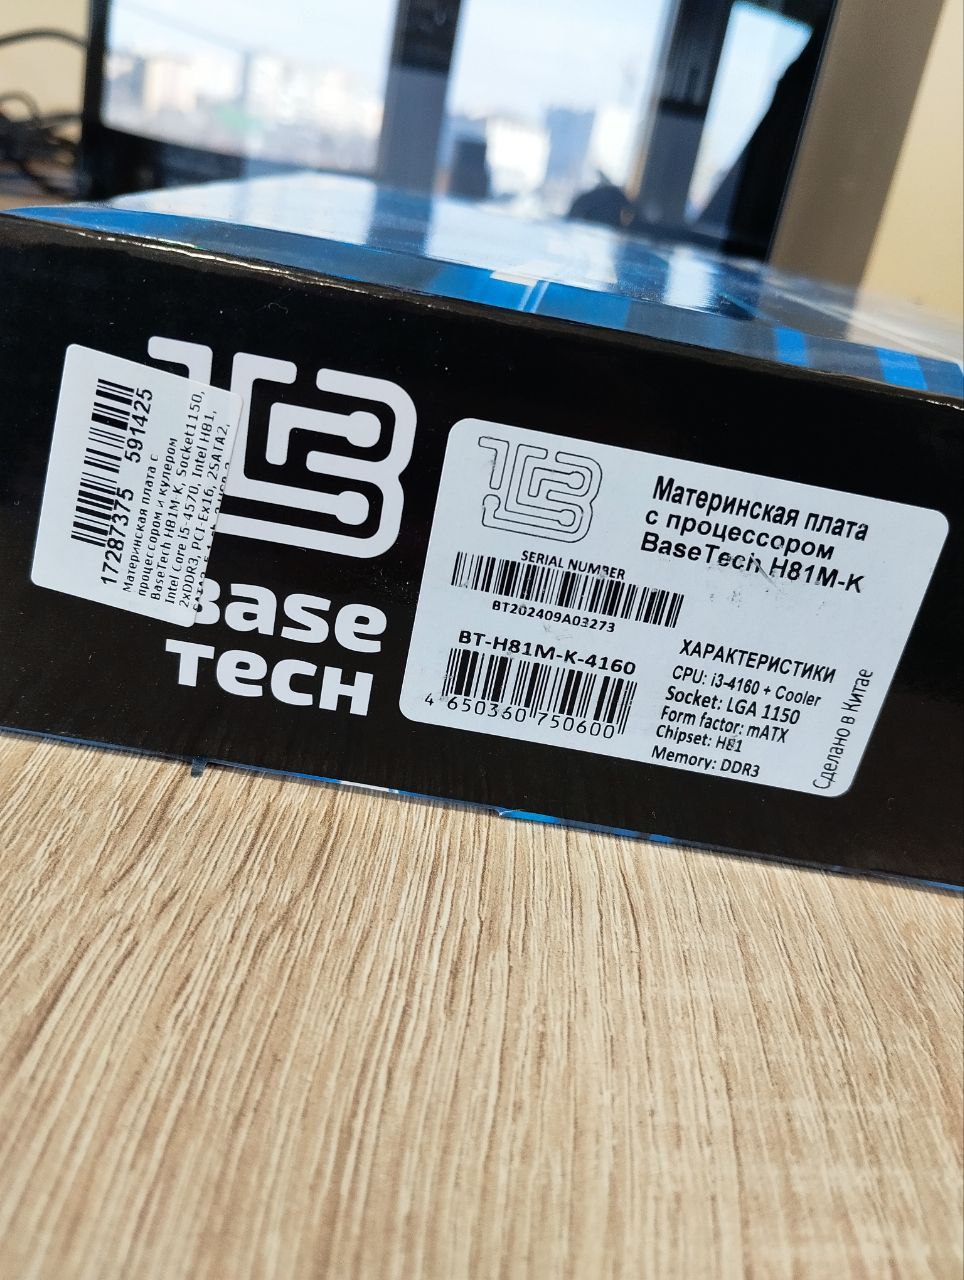 17287375 591425
Материнская плата с
процессором и кулером
BaseTech H81M-K, Socket1150,
Intel Core i5-4570, Intel H81,
2xDDR3, PCI-Ex16, 2SATA2,
Base
TECH
Материнская плата
с процессором
BaseTech H81M-K
SERIAL NUMBER
BT202409A03273
BT-H81M-K-4160
4 650360 750600
ХАРАКТЕРИСТИКИ
CPU: i3-4160 + Cooler
Socket: LGA 1150
Form factor: mATX
Chipset: H81
Memory: DDR3
Сделано в Китае